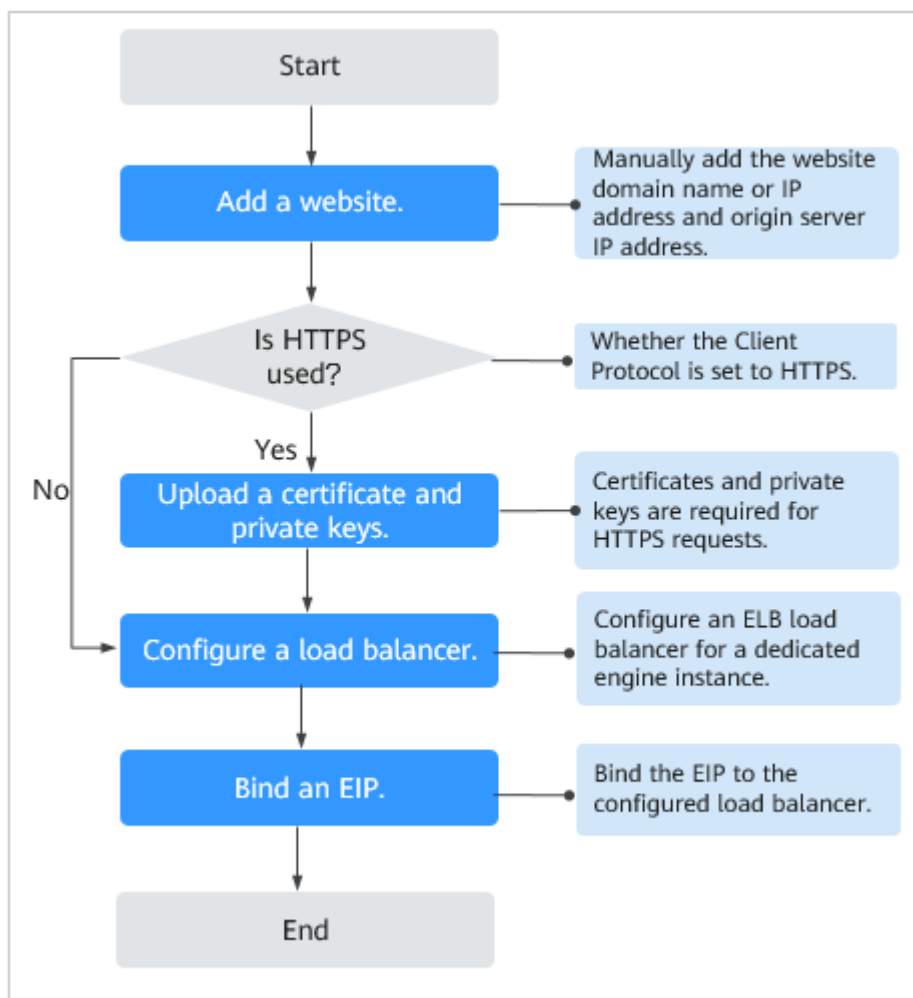 Start
Add a website.
Manually add the website
domain name or IP
address and origin server
IP address.
Is HTTPS
used?
Whether the Client
Protocol is set to HTTPS.
Yes
No
Upload a certificate and
private keys.
Certificates and private
keys are required for
HTTPS requests.
Configure a load balancer.
Configure an ELB load
balancer for a dedicated
engine instance.
Bind an EIP.
Bind the EIP to the
configured load balancer.
End